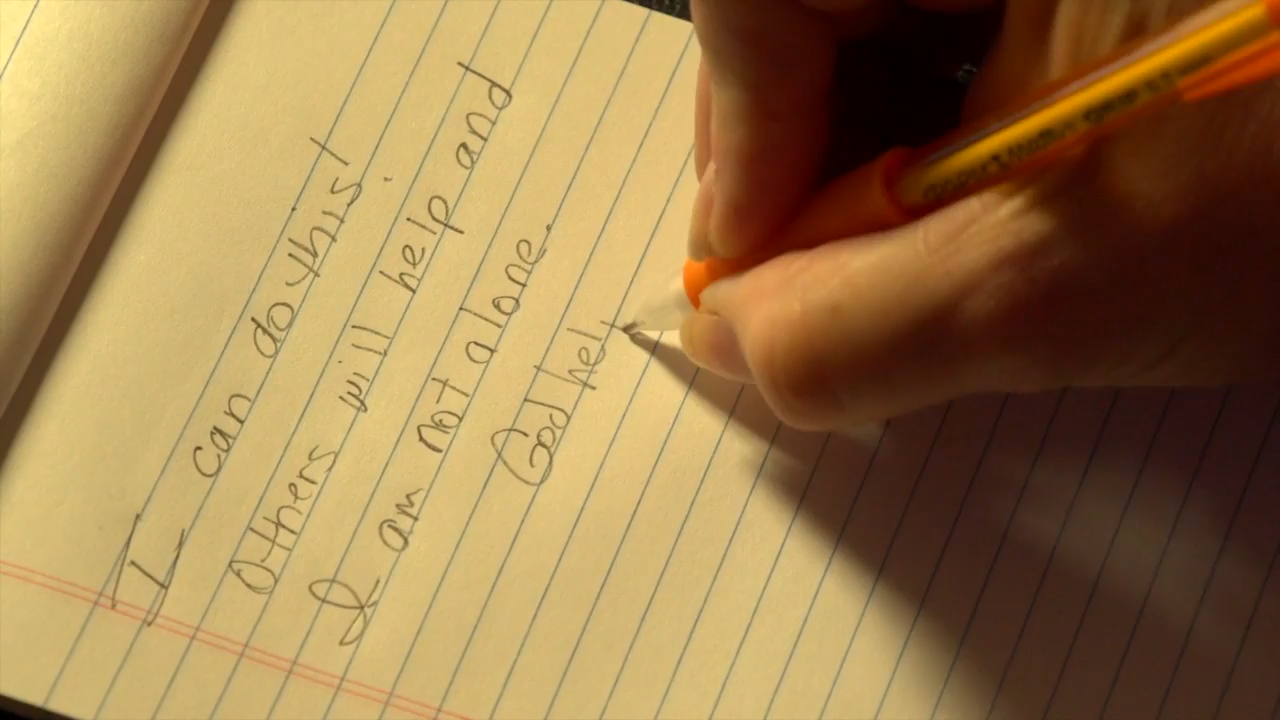 I can do this!
Others will help and
I am not alone.
God hel